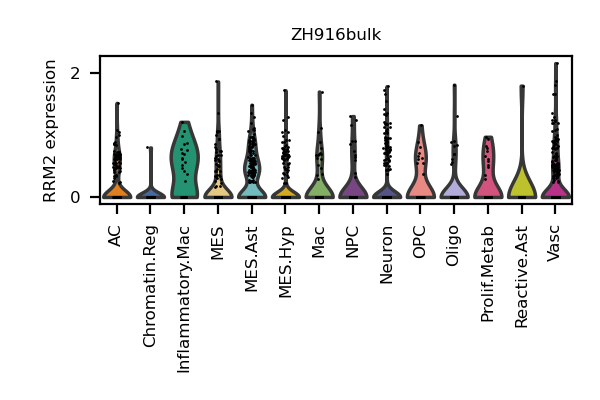 ZH916bulk
RRM2 expression
2
0
AC
Chromatin.Reg
Inflammatory.Mac
MES
MES.Ast
MES.Hyp
Mac
NPC
Neuron
OPC
Oligo
Prolif.Metab
Reactive.Ast
Vasc